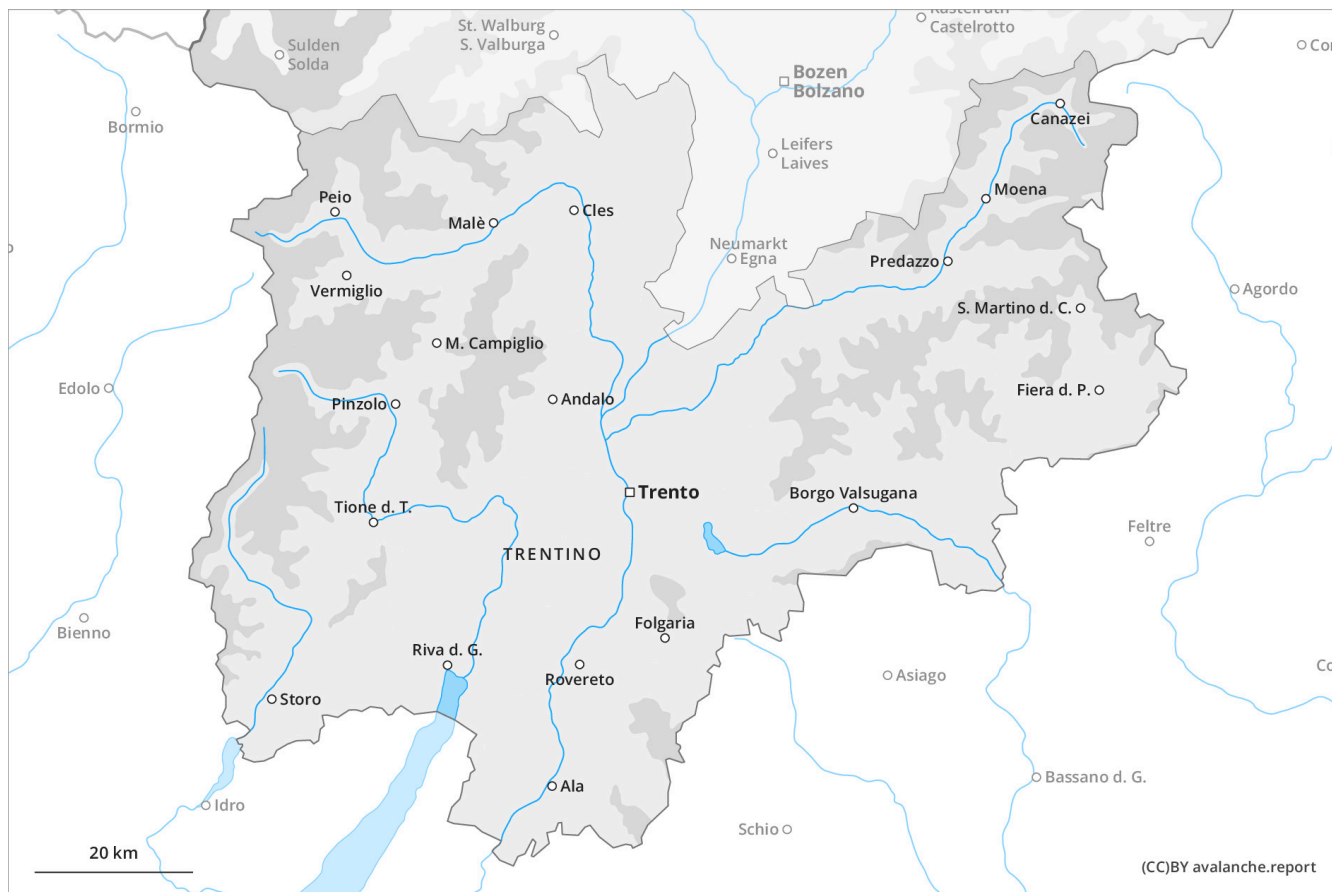 Kastelruth
Castelrotto
St. Walburg
S. Valburga
Sulden
Solda
Bozen
Bolzano
Bormio
Canazei
Leifers
Laives
Peio
Moena
Malè
Cles
Neumarkt
Egna
Predazzo
Vermiglio
Agordo
S. Martino d. C.
M. Campiglio
Edolo
Fiera d. P.
Andalo
Pinzolo
Trento
Borgo Valsugana
Tione d. T.
Feltre
TRENTINO
Bienno
Folgaria
Riva d. G.
Rovereto
Asiago
Storo
Bassano d. G.
Ala
Idro
Schio
20 km
(CC)BY avalanche.report